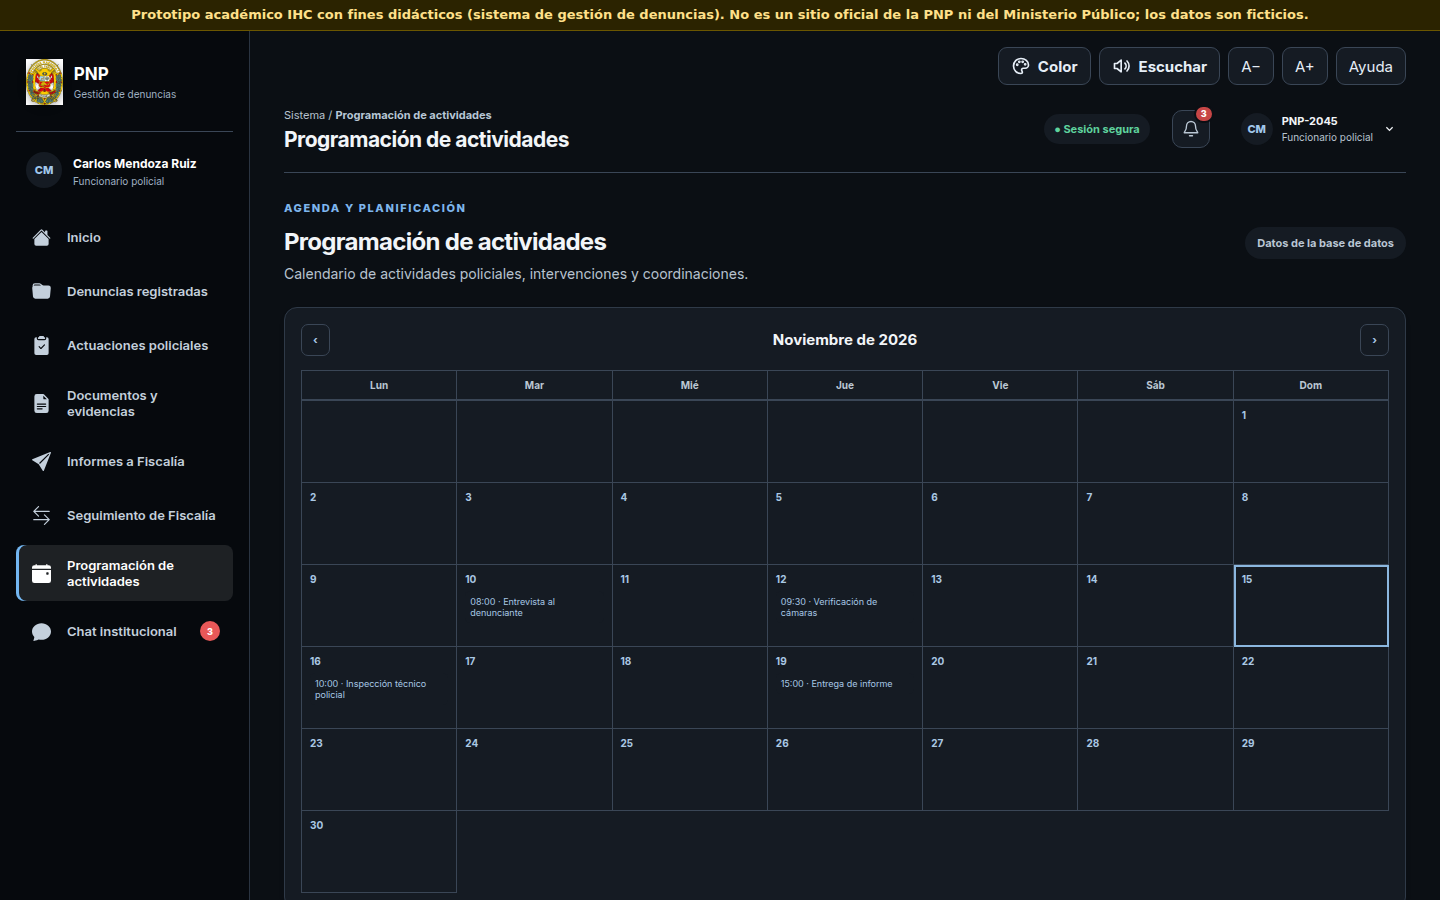 Prototipo académico IHC con fines didácticos (sistema de gestión de denuncias). No es un sitio oficial de la PNP ni del Ministerio Público; los datos son ficticios.
PNP
Gestión de denuncias
CM
Carlos Mendoza Ruiz
Funcionario policial
Inicio
Denuncias registradas
Actuaciones policiales
Documentos y
evidencias
Informes a Fiscalía
Seguimiento de Fiscalía
Programación de
actividades
Chat institucional
3
Color
Escuchar
A−
A+
Ayuda
Sistema / Programación de actividades
Programación de actividades
● Sesión segura
3
CM
PNP-2045
Funcionario policial
AGENDA Y PLANIFICACIÓN
Programación de actividades
Calendario de actividades policiales, intervenciones y coordinaciones.
Datos de la base de datos
‹
Noviembre de 2026
›
Lun Mar Mié Jue Vie Sáb Dom
1
2 3 4 5 6 7 8
9 10 11 12 13 14 15
08:00 · Entrevista al
denunciante
09:30 · Verificación de
cámaras
16 17 18 19 20 21 22
10:00 · Inspección técnico
policial
15:00 · Entrega de informe
23 24 25 26 27 28 29
30